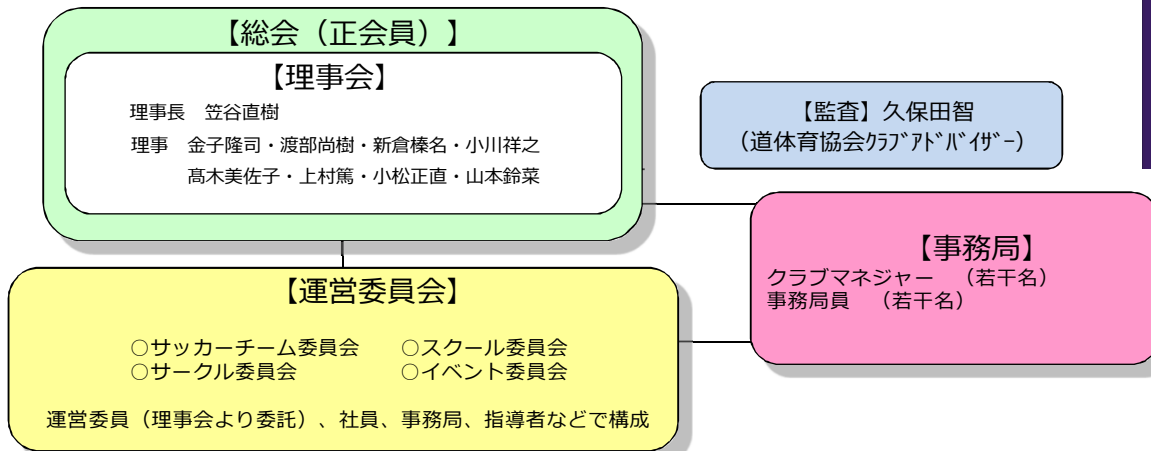 【総会（正会員）】
【理事会】
理事長　笠谷直樹
理事　金子隆司・渡部尚樹・新倉榛名・小川祥之
髙木美佐子・上村篤・小松正直・山本鈴菜
【監査】久保田智
（道体育協会ｸﾗﾌﾞｱﾄﾞﾊﾞｲｻﾞｰ）
【事務局】
クラブマネジャー　（若干名）
事務局員　（若干名）
【運営委員会】
○サッカーチーム委員会　　○スクール委員会
○サークル委員会　　○イベント委員会
運営委員（理事会より委託）、社員、事務局、指導者などで構成